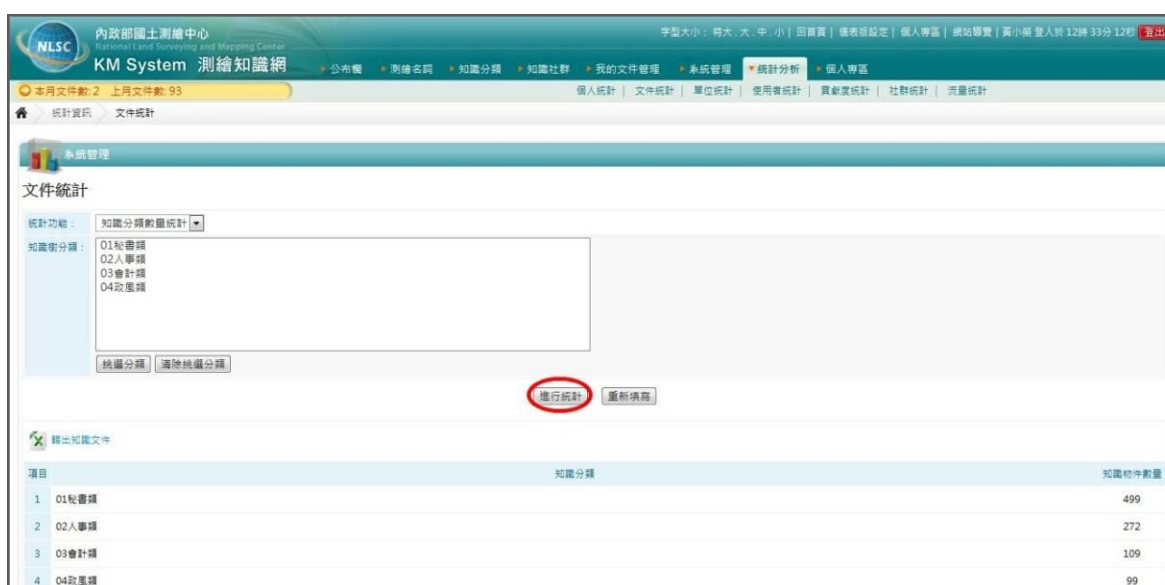 NLSC
內政部國土測繪中心
National Land Surveying and Mapping Center
KM System 測繪知識網
字型大小: 特大. 大. 中. 小| 回首頁| 儀表版設定| 個人專區| 網站導覽|黃小英 登入於 12時 33分 12秒 登出
公布欄 測繪名詞 知識分類 知識社群 我的文件管理 系統管理 統計分析 個人專區
本月文件數: 2 上月文件數: 93
個人統計| 文件統計| 單位統計| 使用者統計| 貢獻度統計| 社群統計| 流量統計
統計資訊 文件統計
系統管理
文件統計
統計功能: 知識分類數量統計
知識樹分類: 01秘書類
02人事類
03會計類
04政風類
挑選分類 清除挑選分類
進行統計 重新填寫
輸出知識文件
項目 知識分類 知識物件數量
1 01秘書類 499
2 02人事類 272
3 03會計類 109
4 04政風類 99